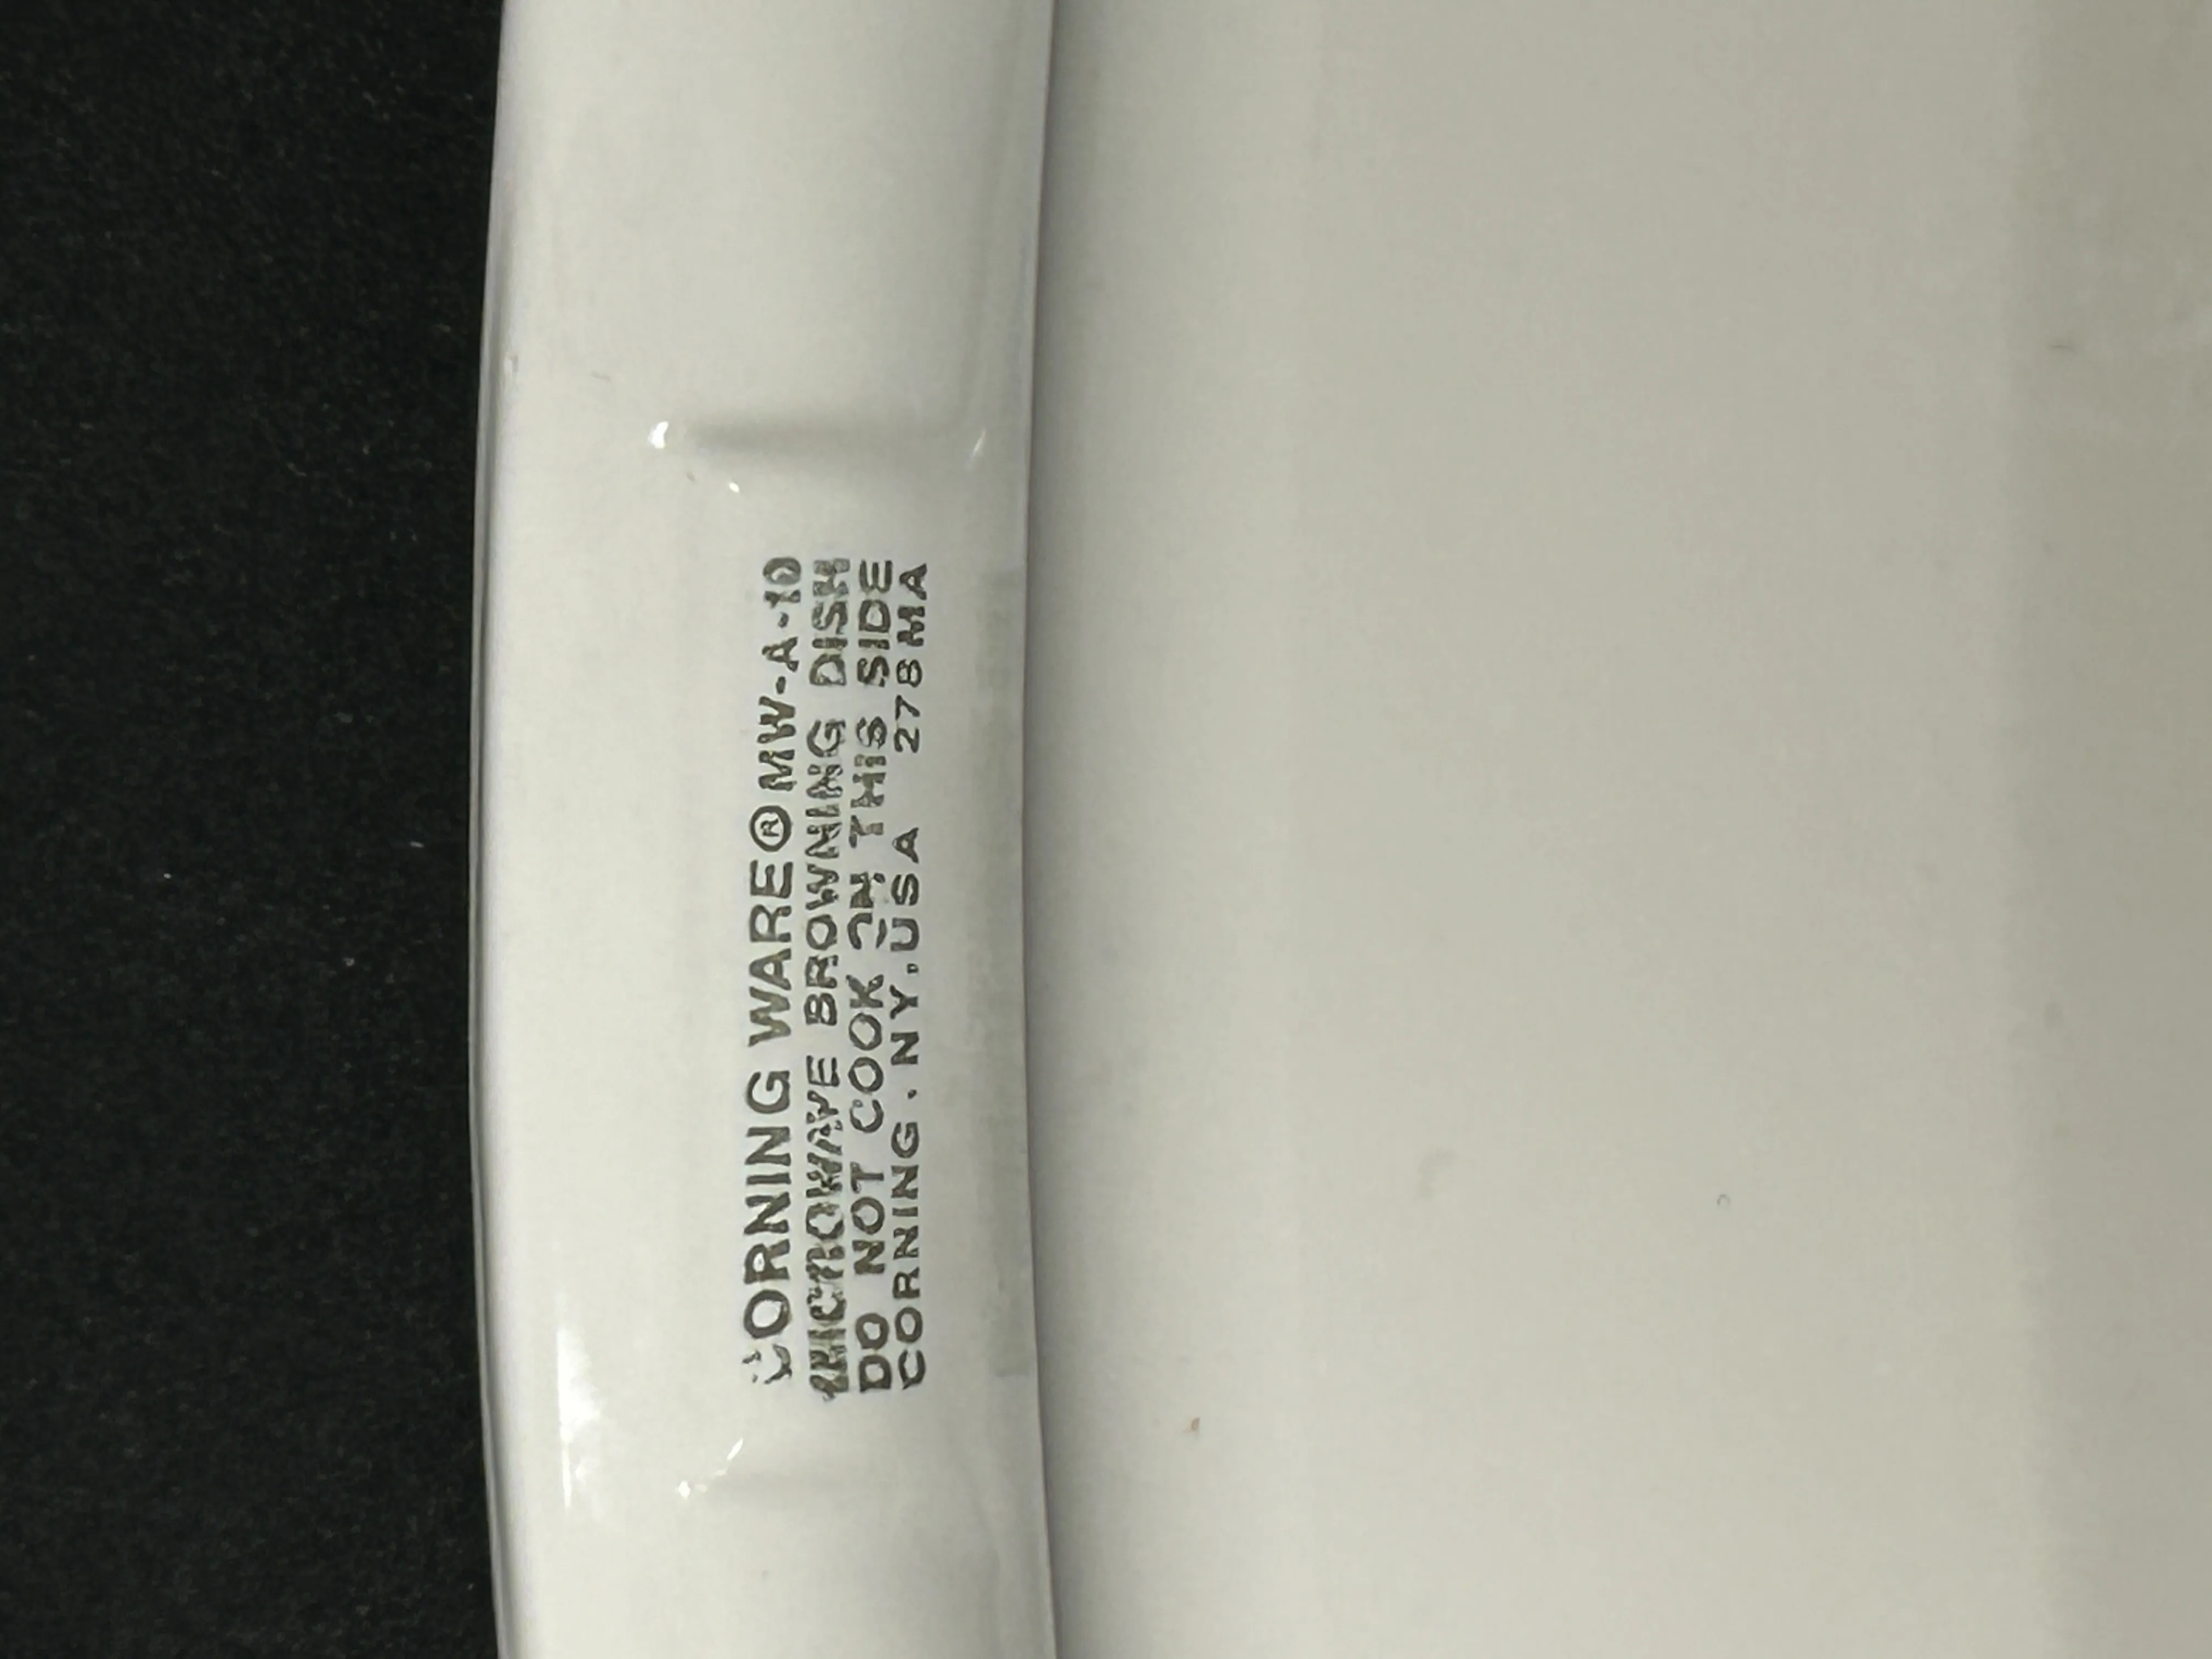 CORNING WARE® MW-A-10
MICROWAVE BROWNING DISH
DO NOT COOK ON THIS SIDE
CORNING . NY. USA 278MA